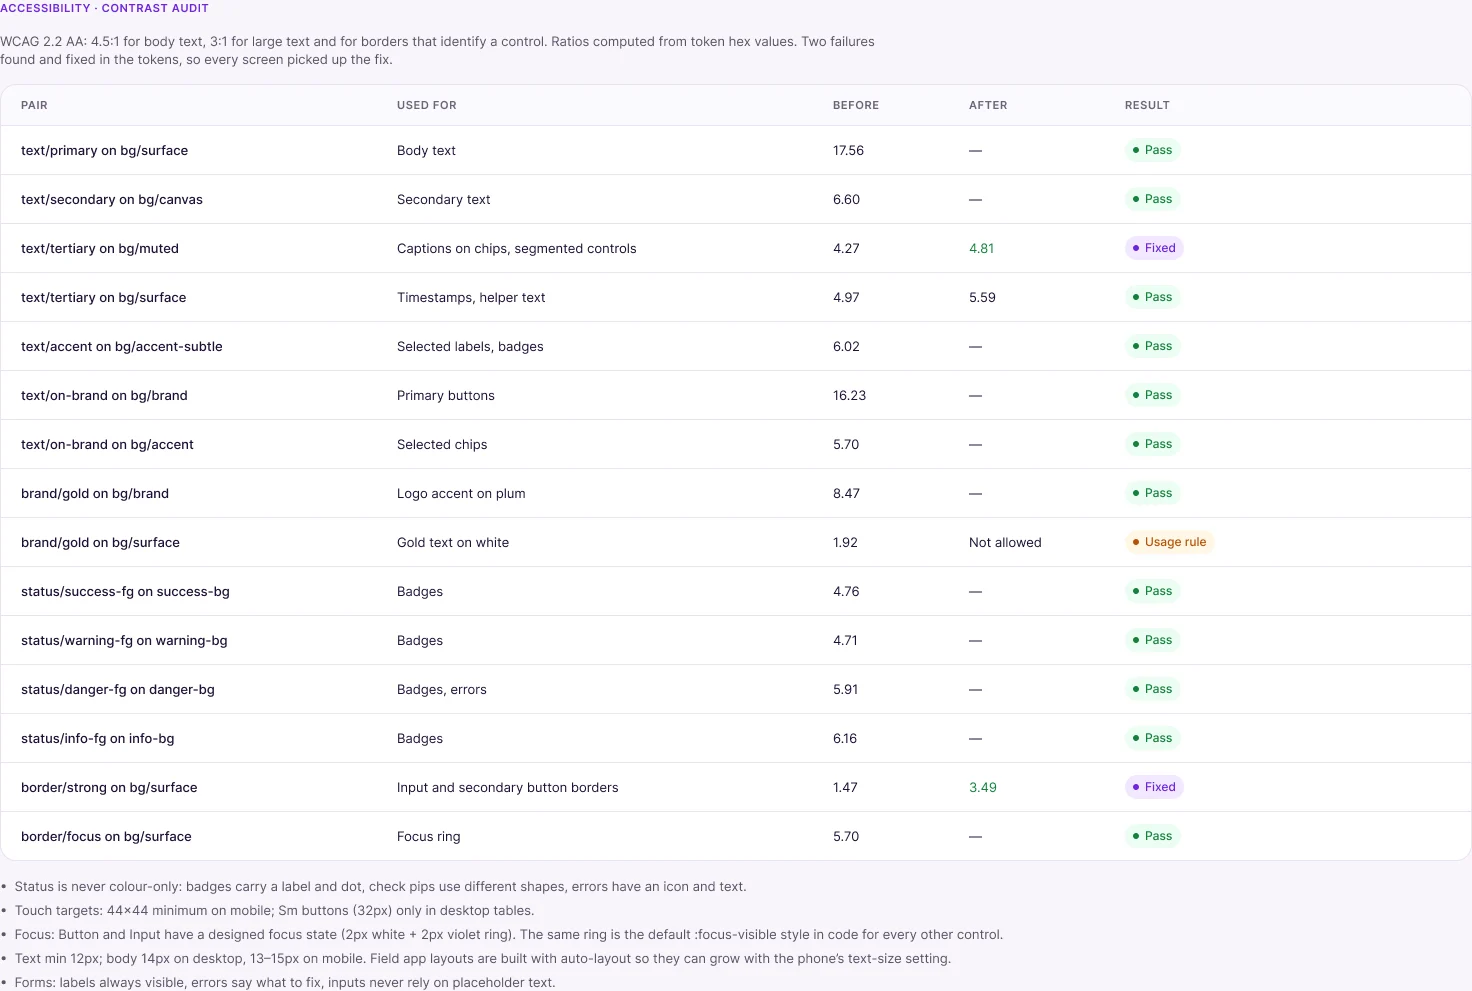 ACCESSIBILITY · CONTRAST AUDIT
WCAG 2.2 AA: 4.5:1 for body text, 3:1 for large text and for borders that identify a control. Ratios computed from token hex values. Two failures
found and fixed in the tokens, so every screen picked up the fix.
PAIR USED FOR BEFORE AFTER RESULT
text/primary on bg/surface Body text 17.56 — Pass
text/secondary on bg/canvas Secondary text 6.60 — Pass
text/tertiary on bg/muted Captions on chips, segmented controls 4.27 4.81 Fixed
text/tertiary on bg/surface Timestamps, helper text 4.97 5.59 Pass
text/accent on bg/accent-subtle Selected labels, badges 6.02 — Pass
text/on-brand on bg/brand Primary buttons 16.23 — Pass
text/on-brand on bg/accent Selected chips 5.70 — Pass
brand/gold on bg/brand Logo accent on plum 8.47 — Pass
brand/gold on bg/surface Gold text on white 1.92 Not allowed Usage rule
status/success-fg on success-bg Badges 4.76 — Pass
status/warning-fg on warning-bg Badges 4.71 — Pass
status/danger-fg on danger-bg Badges, errors 5.91 — Pass
status/info-fg on info-bg Badges 6.16 — Pass
border/strong on bg/surface Input and secondary button borders 1.47 3.49 Fixed
border/focus on bg/surface Focus ring 5.70 — Pass
• Status is never colour-only: badges carry a label and dot, check pips use different shapes, errors have an icon and text.
• Touch targets: 44×44 minimum on mobile; Sm buttons (32px) only in desktop tables.
• Focus: Button and Input have a designed focus state (2px white + 2px violet ring). The same ring is the default :focus-visible style in code for every other control.
• Text min 12px; body 14px on desktop, 13–15px on mobile. Field app layouts are built with auto-layout so they can grow with the phone’s text-size setting.
• Forms: labels always visible, errors say what to fix, inputs never rely on placeholder text.